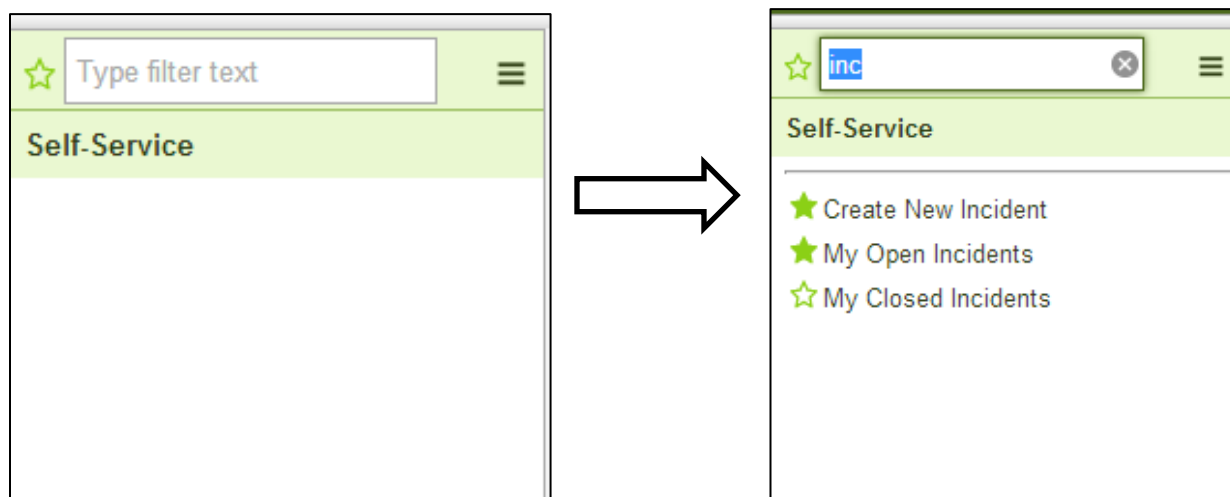 Type filter text
Self-Service
inc
Self-Service
Create New Incident
My Open Incidents
My Closed Incidents